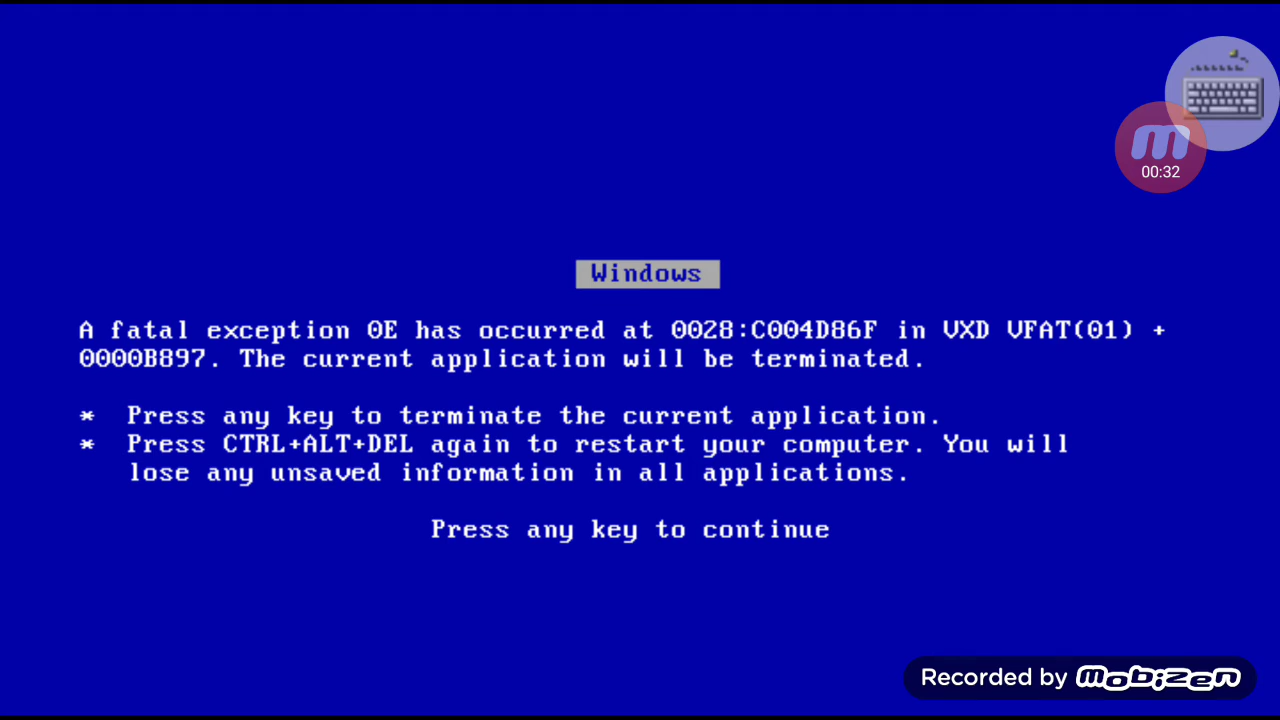 00:32
Windows
A fatal exception 0E has occurred at 0028:C004D86F in VXD VFAT(01) +
0000B897. The current application will be terminated.
* Press any key to terminate the current application.
* Press CTRL+ALT+DEL again to restart your computer. You will
lose any unsaved information in all applications.
Press any key to continue
Recorded by mobizen